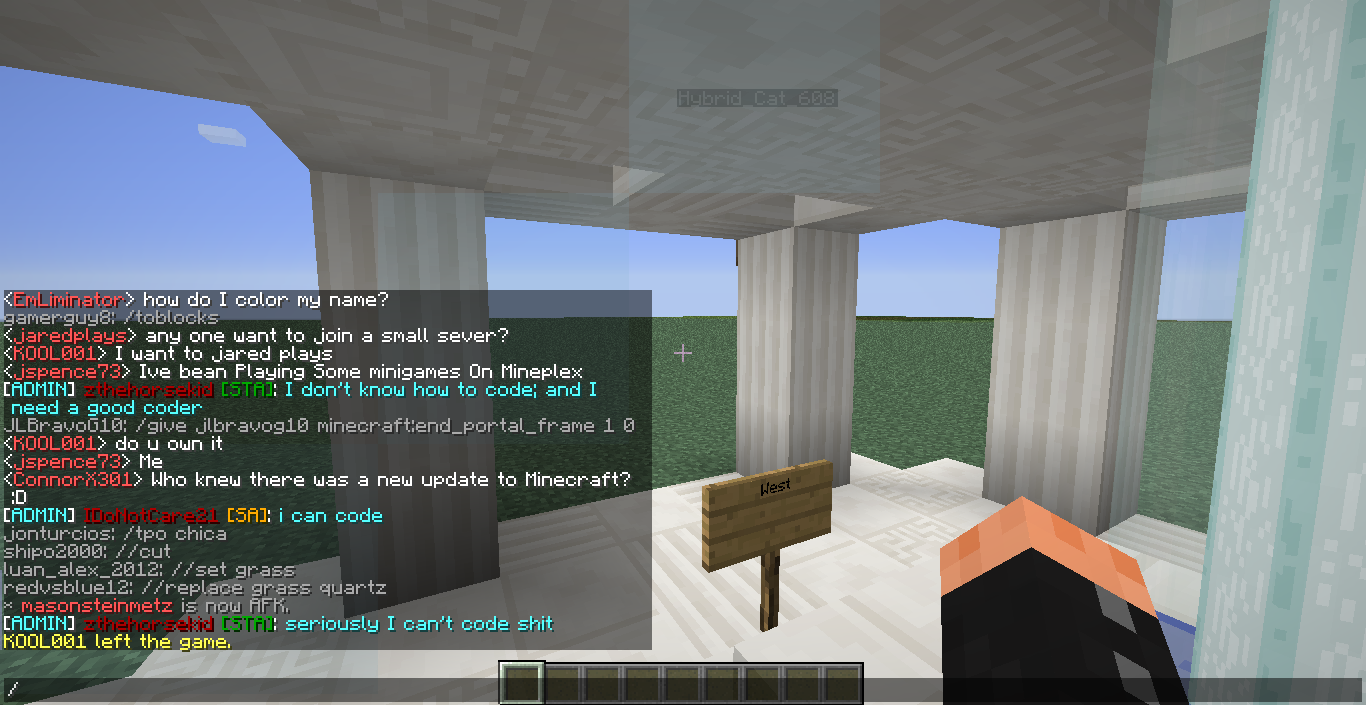 Hybrid_Cat_608
<EmLiminator> how do I color my name?
gamerguy8: /toblocks
<jaredplays> any one want to join a small sever?
<KOOL001> I want to jared plays
<jspence73> Ive bean Playing Some minigames On Mineplex
[ADMIN] zthehorsekid [STA]: I don't know how to code; and I
need a good coder
JLBravoG10: /give jlbravog10 minecraft:end_portal_frame 1 0
<KOOL001> do u own it
<jspence73> Me
<ConnorX301> Who knew there was a new update to Minecraft?
:D
[ADMIN] IDoNotCare21 [SA]: i can code
jonturcios: /tpo chica
shipo2000: //cut
luan_alex_2012: //set grass
redvsblue12: //replace grass quartz
* masonsteinmetz is now AFK.
[ADMIN] zthehorsekid [STA]: seriously I can't code shit
KOOL001 left the game.
West
/